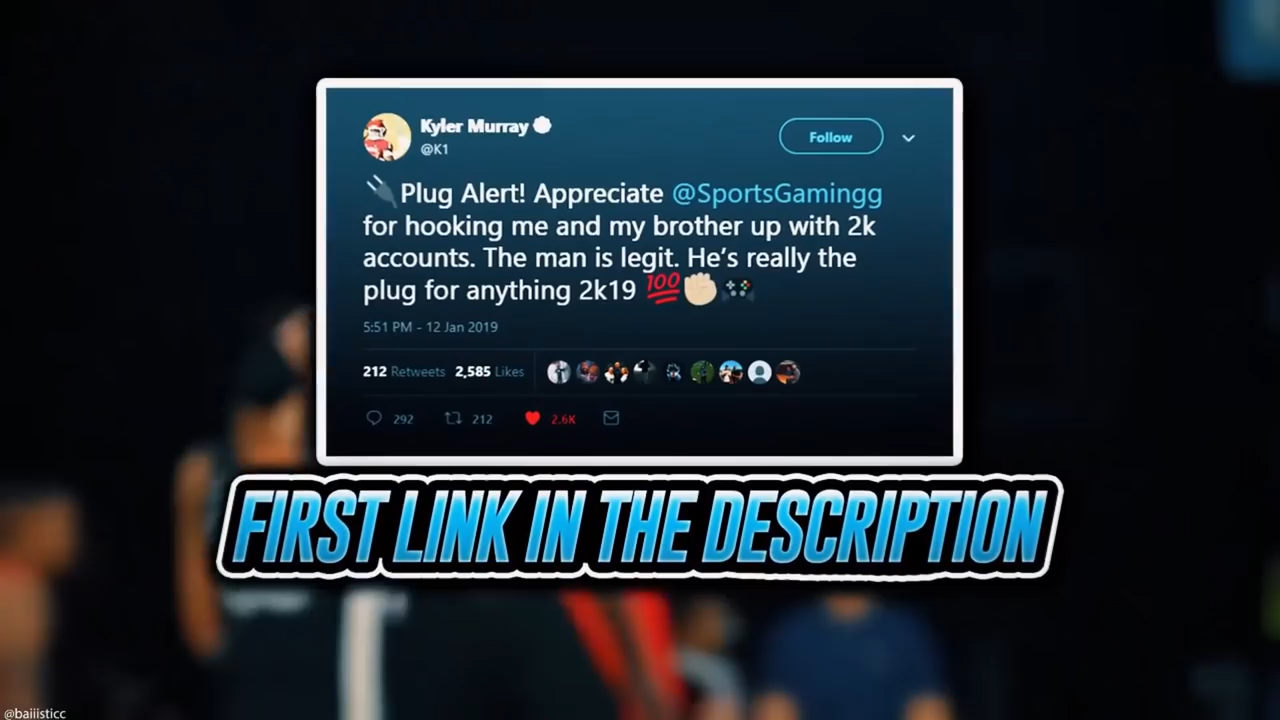 Kyler Murray
@K1
Follow
Plug Alert! Appreciate @SportsGamingg
for hooking me and my brother up with 2k
accounts. The man is legit. He’s really the
plug for anything 2k19 💯✊🏻🎮
5:51 PM - 12 Jan 2019
212 Retweets 2,585 Likes
292 212 2.6K
FIRST LINK IN THE DESCRIPTION
@baiiisticc